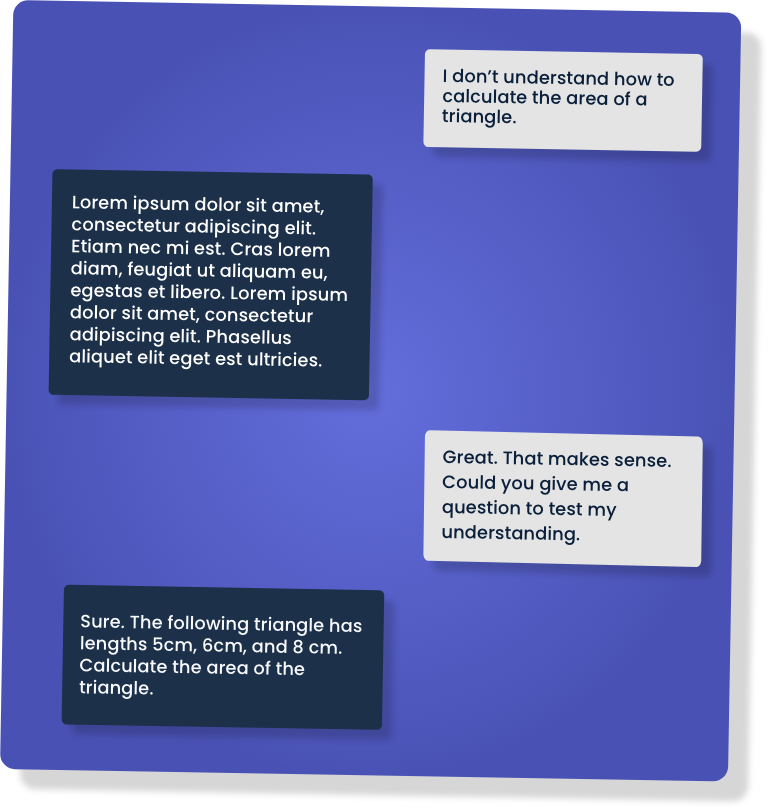 I don’t understand how to
calculate the area of a
triangle.
Lorem ipsum dolor sit amet,
consectetur adipiscing elit.
Etiam nec mi est. Cras lorem
diam, feugiat ut aliquam eu,
egestas et libero. Lorem ipsum
dolor sit amet, consectetur
adipiscing elit. Phasellus
aliquet elit eget est ultricies.
Great. That makes sense.
Could you give me a
question to test my
understanding.
Sure. The following triangle has
lengths 5cm, 6cm, and 8 cm.
Calculate the area of the
triangle.